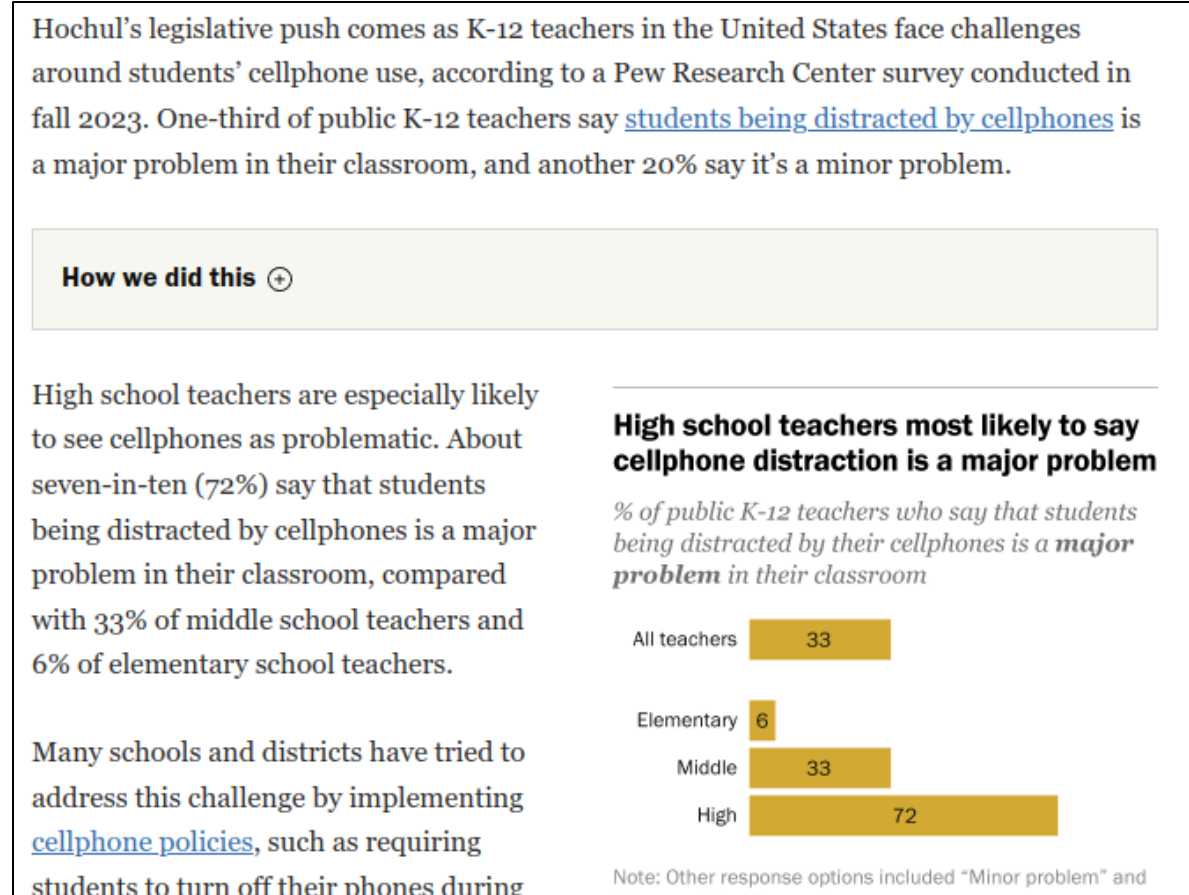 Hochul’s legislative push comes as K-12 teachers in the United States face challenges
around students’ cellphone use, according to a Pew Research Center survey conducted in
fall 2023. One-third of public K-12 teachers say students being distracted by cellphones is
a major problem in their classroom, and another 20% say it’s a minor problem.
How we did this
High school teachers are especially likely
to see cellphones as problematic. About
seven-in-ten (72%) say that students
being distracted by cellphones is a major
problem in their classroom, compared
with 33% of middle school teachers and
6% of elementary school teachers.
Many schools and districts have tried to
address this challenge by implementing
cellphone policies, such as requiring
students to turn off their phones during
High school teachers most likely to say
cellphone distraction is a major problem
% of public K-12 teachers who say that students
being distracted by their cellphones is a major
problem in their classroom
All teachers 33
Elementary 6
Middle 33
High 72
Note: Other response options included “Minor problem” and